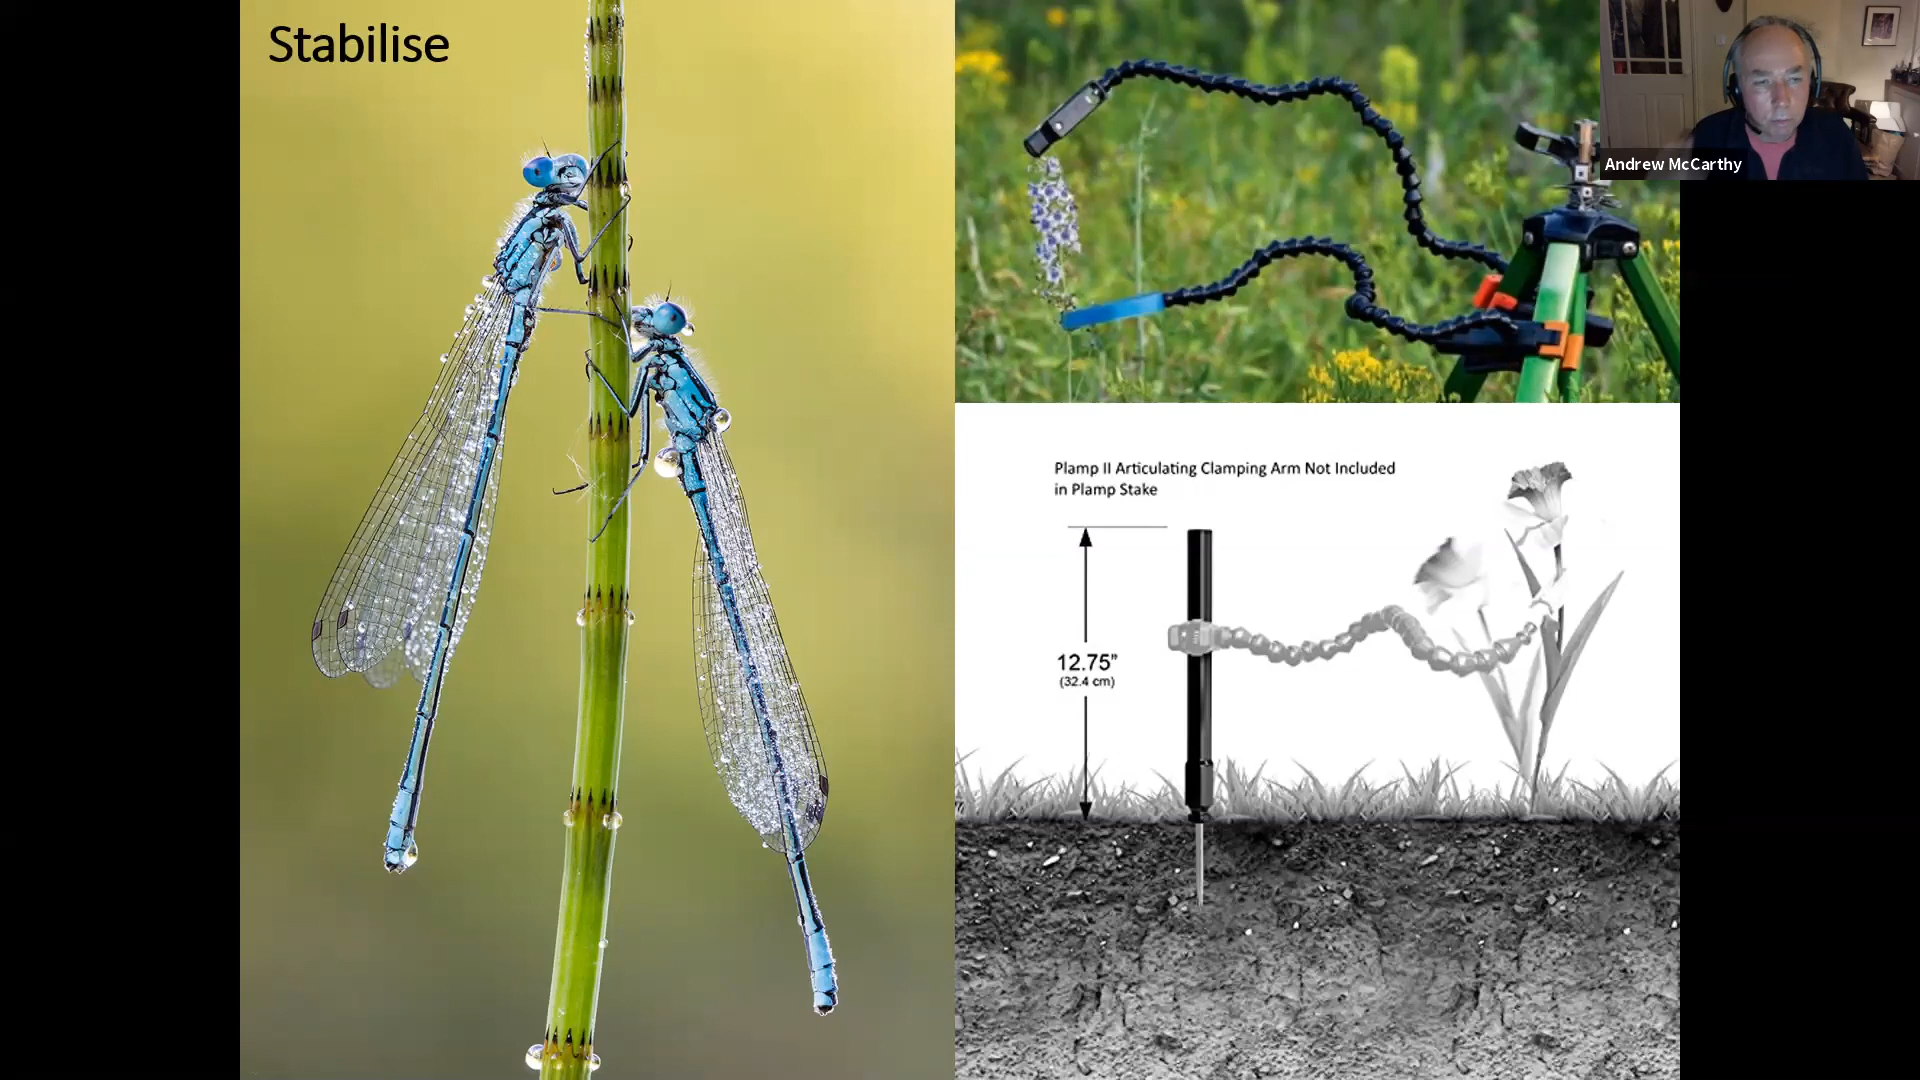 Stabilise
Andrew McCarthy
Plamp II Articulating Clamping Arm Not Included
in Plamp Stake
12.75”
(32.4 cm)